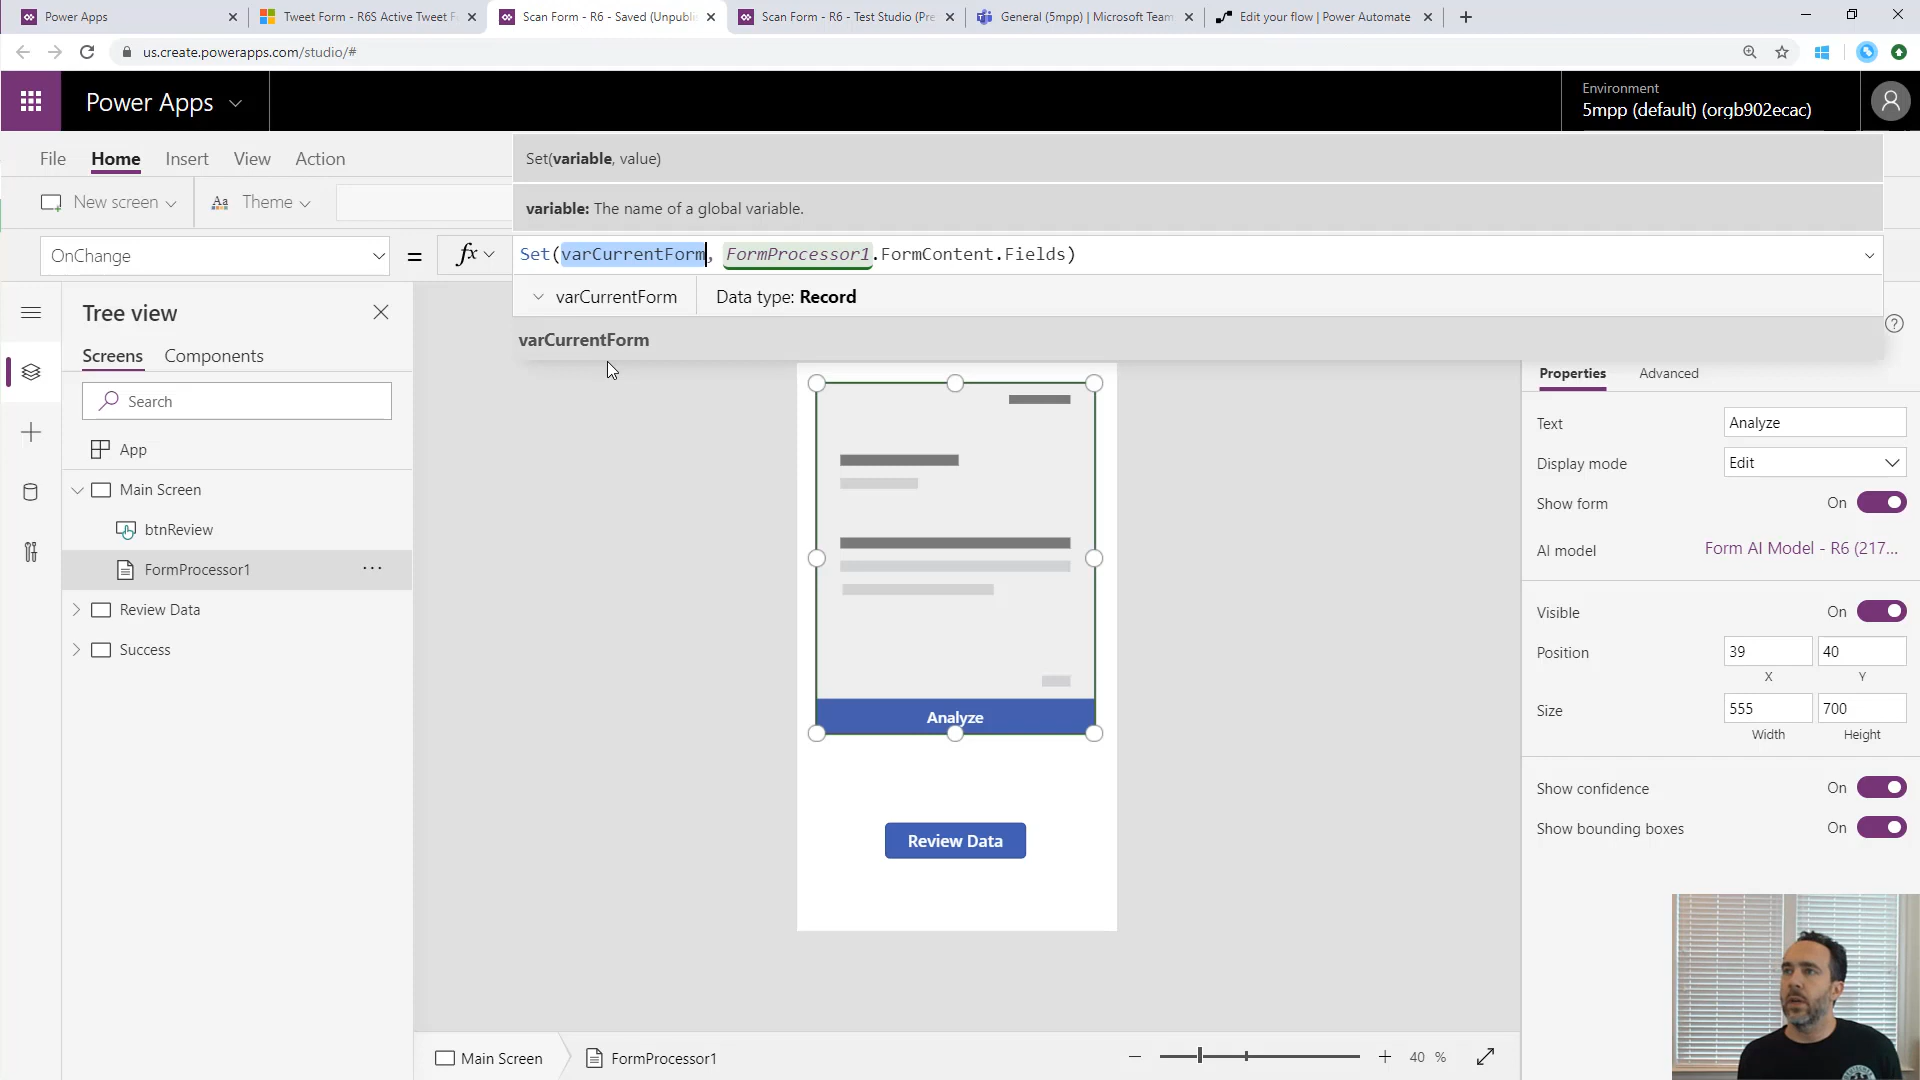 Power Apps
Tweet Form - R6S Active Tweet F
Scan Form - R6 - Saved (Unpubli
Scan Form - R6 - Test Studio (Pre
General (5mpp) | Microsoft Team
Edit your flow | Power Automate
us.create.powerapps.com/studio/#
Power Apps
Environment
5mpp (default) (orgb902ecac)
File Home Insert View Action
Set(variable, value)
New screen
Theme
variable: The name of a global variable.
OnChange
=
fx
Set(varCurrentForm, FormProcessor1.FormContent.Fields)
varCurrentForm
Data type: Record
varCurrentForm
Tree view
Screens
Components
Search
App
Main Screen
btnReview
FormProcessor1
...
Review Data
Success
Analyze
Review Data
Properties
Advanced
Text
Analyze
Display mode
Edit
Show form
On
AI model
Form AI Model - R6 (217...
Visible
On
Position
39
40
X
Y
Size
555
700
Width
Height
Show confidence
On
Show bounding boxes
On
Main Screen
FormProcessor1
40 %